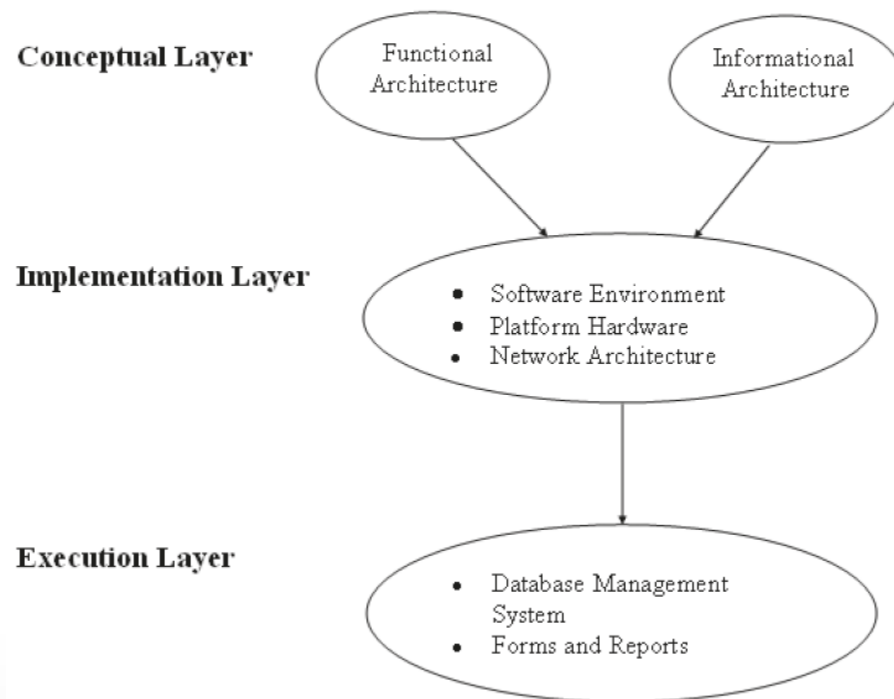 Conceptual Layer
Functional
Architecture
Informational
Architecture
Implementation Layer
• Software Environment
• Platform Hardware
• Network Architecture
Execution Layer
• Database Management
System
• Forms and Reports